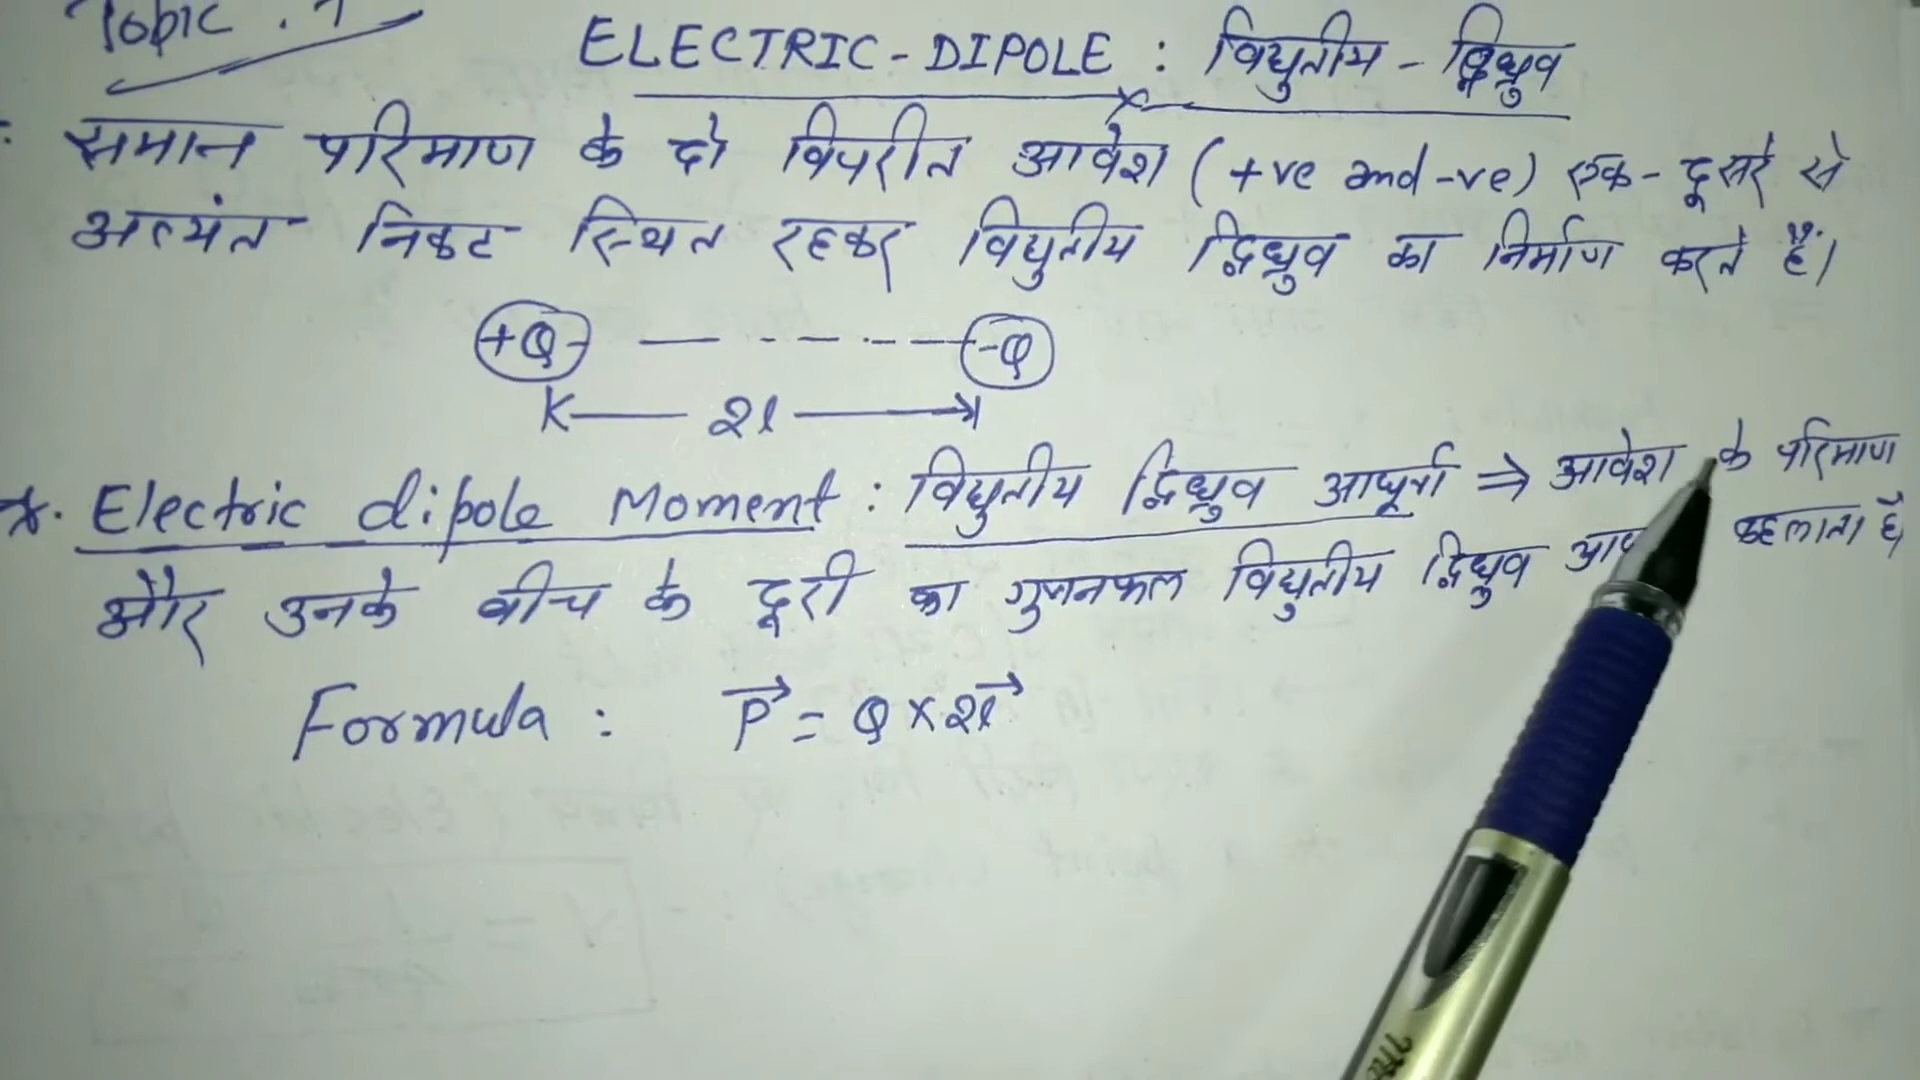 Topic . 1
ELECTRIC-DIPOLE : विद्युतीय - द्विध्रुव
समान परिमाण के दो विपरीत आवेश (+ve and -ve) एक-दूसरे से
अत्यंत निकट स्थित रहकर विद्युतीय द्विध्रुव का निर्माण करते हैं।
+Q -Q
2l
*. Electric dipole Moment : विद्युतीय द्विध्रुव आघूर्ण ⇒ आवेश के परिमाण
और उनके बीच के दूरी का गुणनफल विद्युतीय द्विध्रुव कहलाता है
Formula : P⃗ = Q × 2l⃗